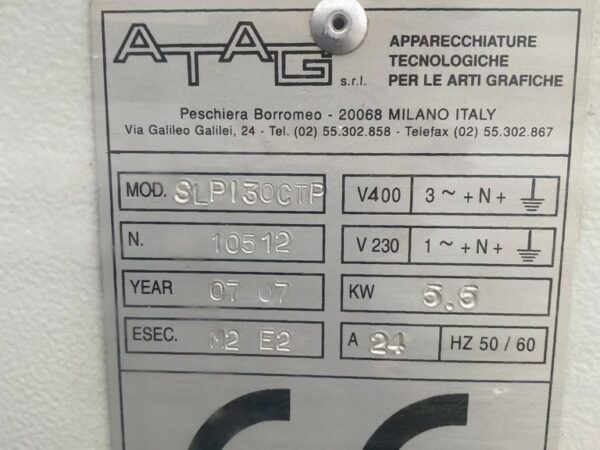 ATAG s.r.l.
APPARECCHIATURE
TECNOLOGICHE
PER LE ARTI GRAFICHE
Peschiera Borromeo - 20068 MILANO ITALY
Via Galileo Galilei, 24 - Tel. (02) 55.302.858 - Telefax (02) 55.302.867
MOD. SLP130CTP V400 3 ~ + N +
N. 10512 V 230 1 ~ + N +
YEAR 07 07 KW 5.5
ESEC. M2 E2 A 24 HZ 50 / 60
CE